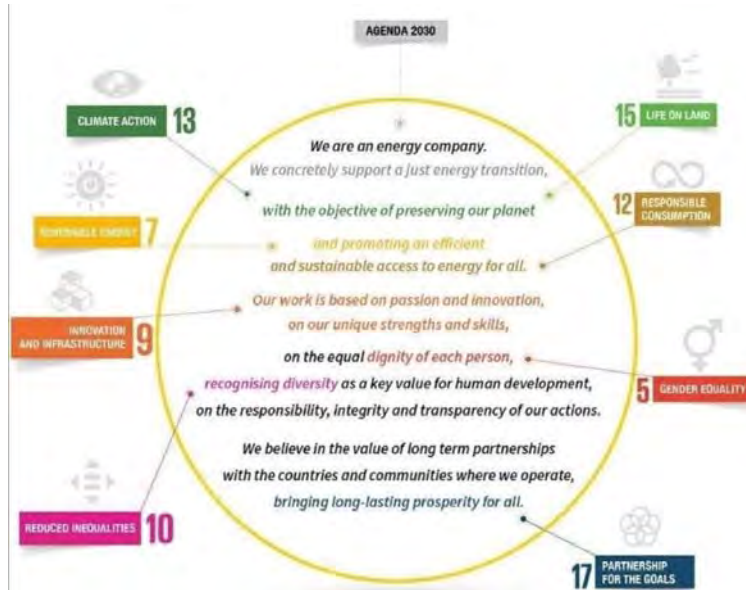 AGENDA 2030
CLIMATE ACTION 13
15 LIFE ON LAND
We are an energy company.
We concretely support a just energy transition,
with the objective of preserving our planet
12 RESPONSIBLE
CONSUMPTION
RENEWABLE ENERGY 7
and promoting an efficient
and sustainable access to energy for all.
Our work is based on passion and innovation,
on our unique strengths and skills,
INNOVATION
AND INFRASTRUCTURE 9
on the equal dignity of each person,
5 GENDER EQUALITY
recognising diversity as a key value for human development,
on the responsibility, integrity and transparency of our actions.
We believe in the value of long term partnerships
with the countries and communities where we operate,
bringing long-lasting prosperity for all.
REDUCED INEQUALITIES 10
17 PARTNERSHIP
FOR THE GOALS